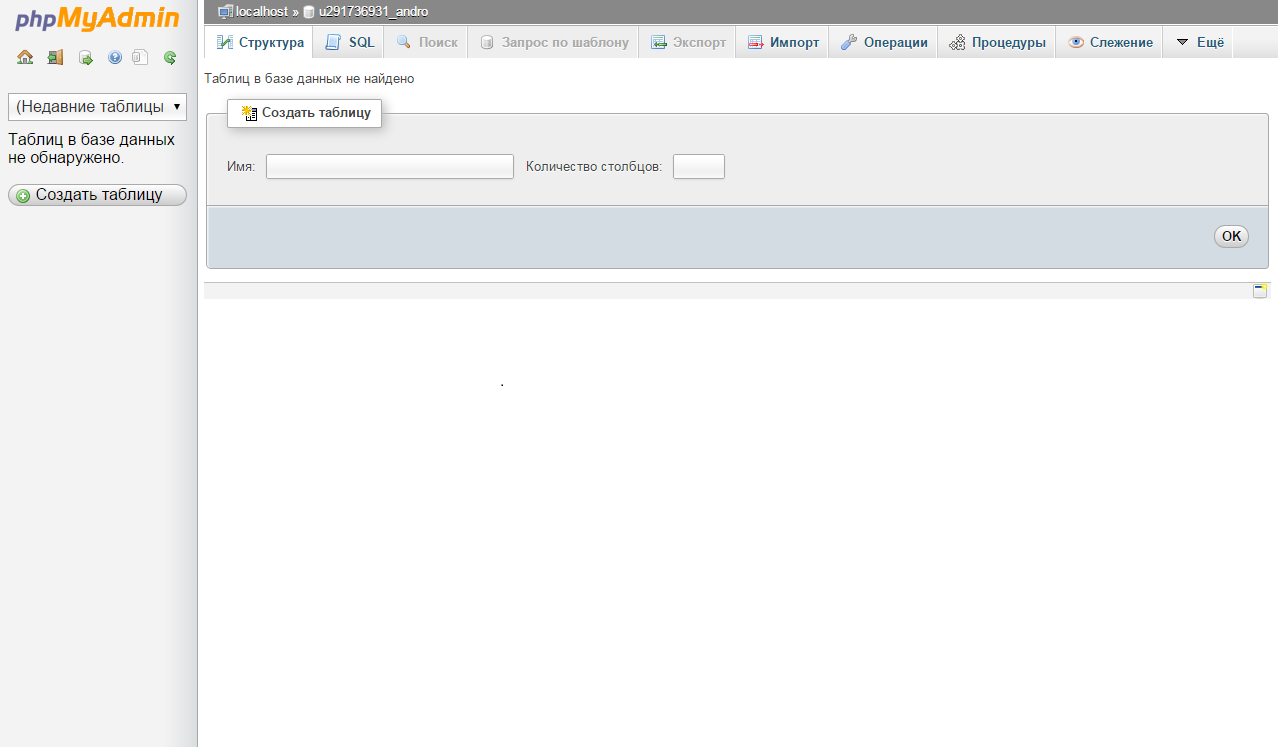 phpMyAdmin
(Недавние таблицы
Таблиц в базе данных
не обнаружено.
Создать таблицу
localhost » u291736931_andro
Структура SQL Поиск Запрос по шаблону Экспорт Импорт Операции Процедуры Слежение Ещё
Таблиц в базе данных не найдено
Создать таблицу
Имя: Количество столбцов:
OK
.